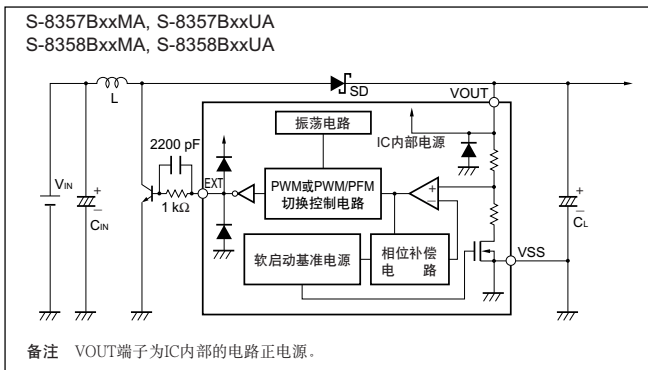 S-8357BxxMA, S-8357BxxUA
S-8358BxxMA, S-8358BxxUA
L
SD
VOUT
振荡电路
IC内部电源
2200 pF
VIN
EXT
PWM或PWM/PFM
切换控制电路
+
−
+
−
CIN
1 kΩ
+
−
CL
软启动基准电源
相位补偿
电 路
VSS
备注 VOUT端子为IC内部的电路正电源。